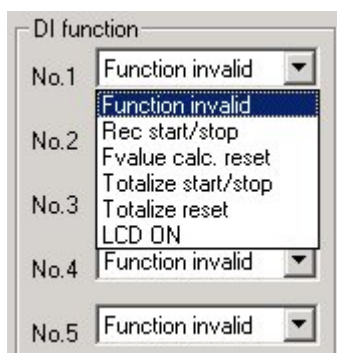 DI function
No.1 Function invalid
Function invalid
Rec start/stop
No.2
Fvalue calc. reset
Totalize start/stop
No.3
Totalize reset
LCD ON
No.4 Function invalid
No.5 Function invalid